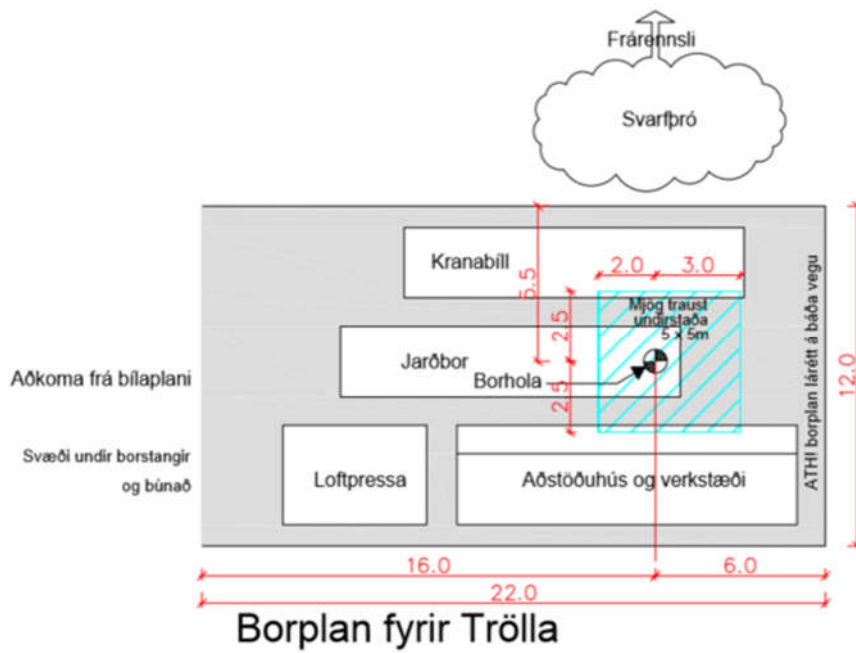 Frárennsli
Svarfþró
Kranabíll
2.0
3.0
5.5
Mjög traust
undirstaða
5 x 5m
2.5
Jarðbor
Borhola
2.5
Aðkoma frá bílaplani
Svæði undir borstangir
og búnað
Loftpressa
Aðstöðuhús og verkstæði
ATH! borplan lárétt á báða vegu
12.0
16.0
6.0
22.0
Borplan fyrir Trölla